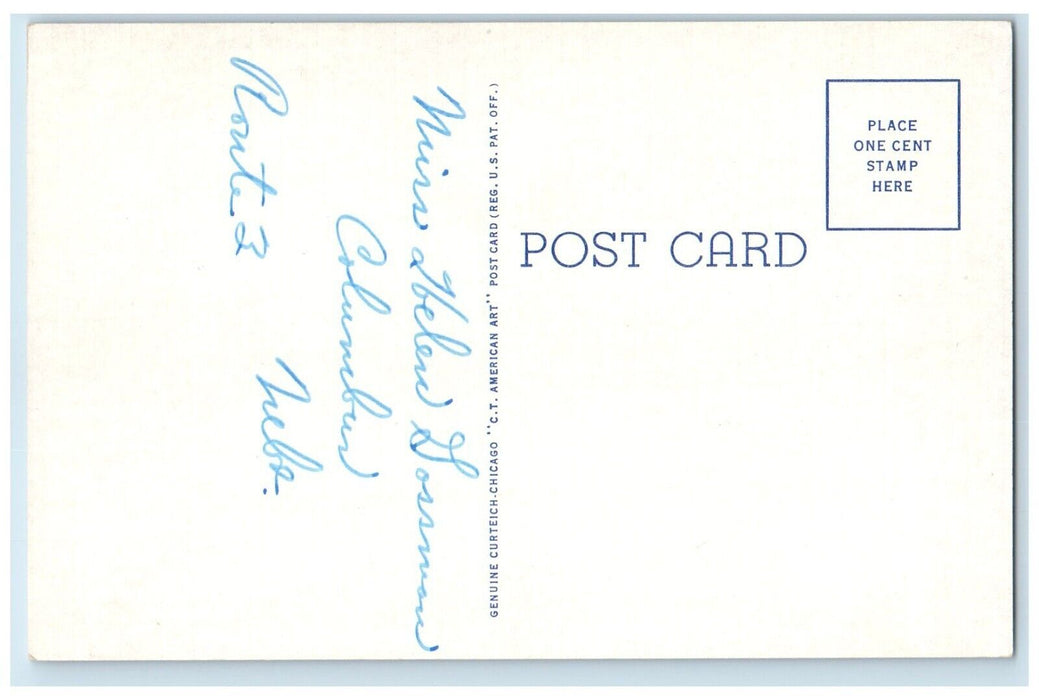 Miss Helen Gossman
Columbus
Nebr.
Route 3
GENUINE CURTEICH-CHICAGO "C.T. AMERICAN ART" POST CARD (REG. U.S. PAT. OFF.)
POST CARD
PLACE
ONE CENT
STAMP
HERE